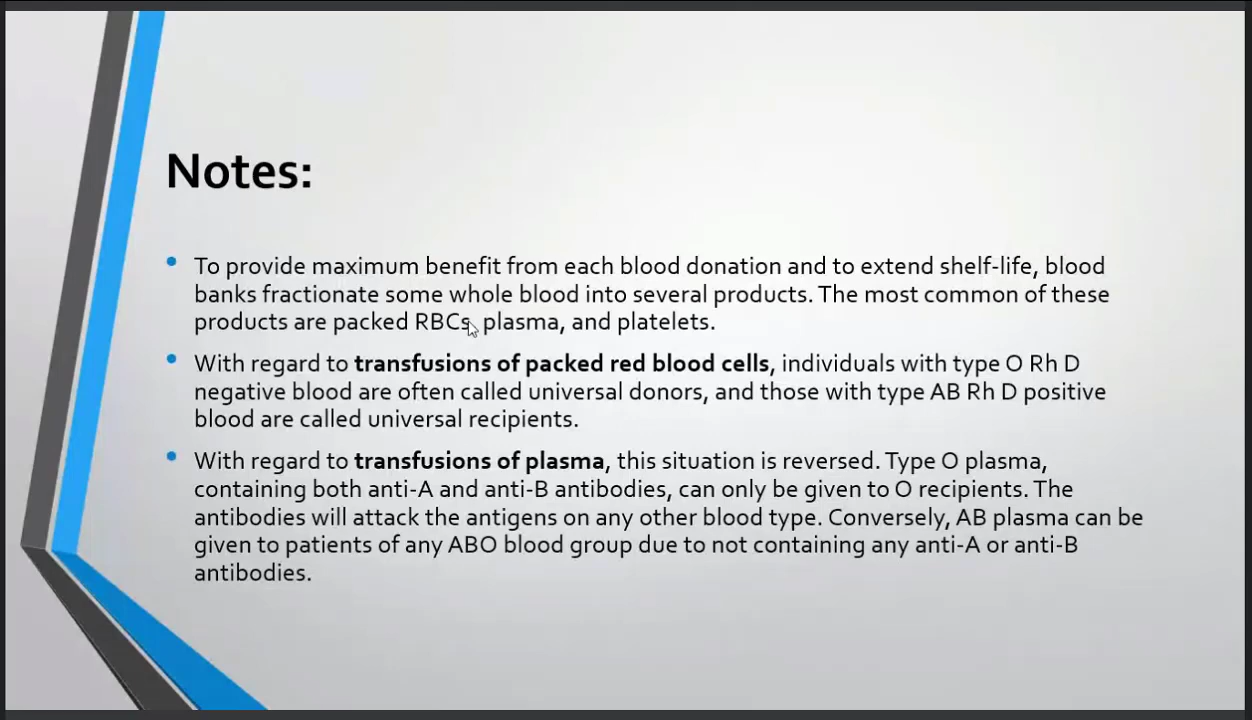 Notes:
• To provide maximum benefit from each blood donation and to extend shelf-life, blood
banks fractionate some whole blood into several products. The most common of these
products are packed RBCs, plasma, and platelets.
• With regard to transfusions of packed red blood cells, individuals with type O Rh D
negative blood are often called universal donors, and those with type AB Rh D positive
blood are called universal recipients.
• With regard to transfusions of plasma, this situation is reversed. Type O plasma,
containing both anti-A and anti-B antibodies, can only be given to O recipients. The
antibodies will attack the antigens on any other blood type. Conversely, AB plasma can be
given to patients of any ABO blood group due to not containing any anti-A or anti-B
antibodies.